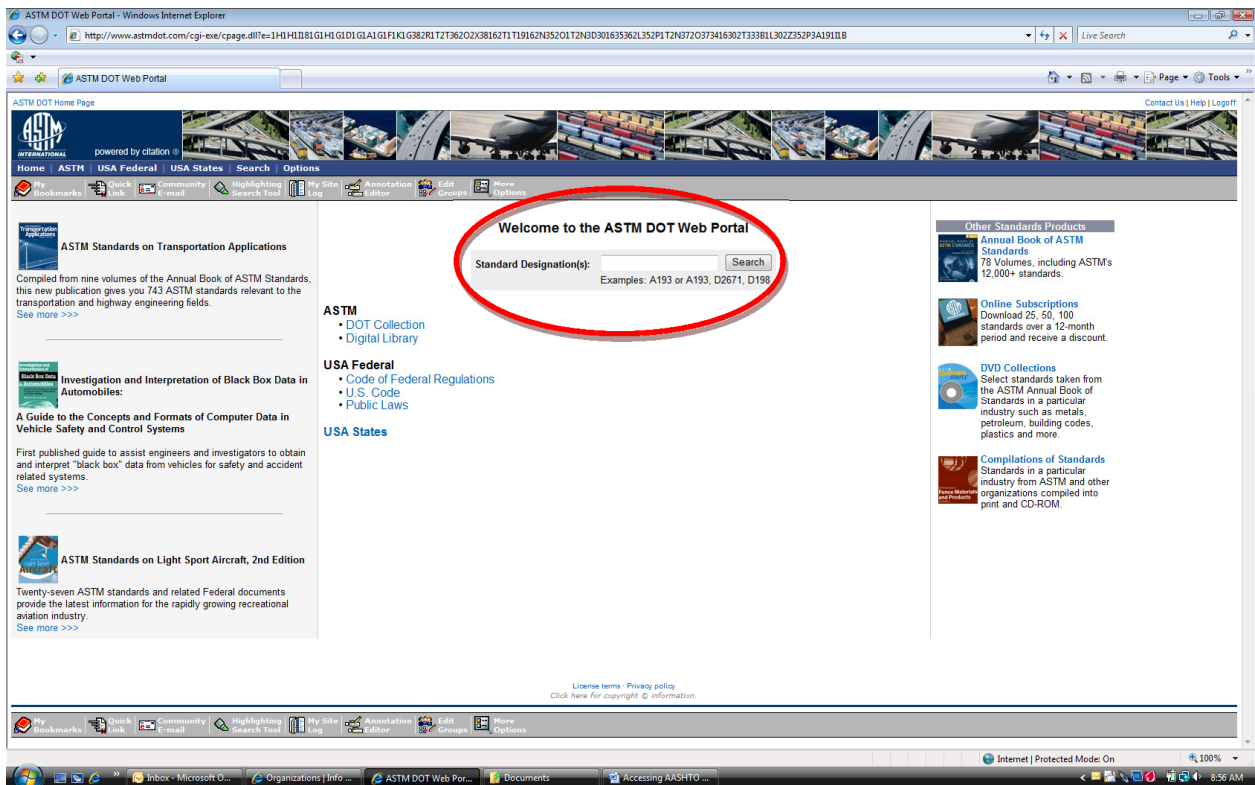 ASTM DOT Web Portal - Windows Internet Explorer
Live Search
ASTM DOT Web Portal
Page
Tools
ASTM DOT Home Page
Contact Us | Help | Logoff
ASTM
INTERNATIONAL
powered by citation ®
Home | ASTM | USA Federal | USA States | Search | Options
My Bookmarks
Quick Link
Community E-mail
Highlighting Search Tool
My Site Log
Annotation Editor
Edit Groups
More Options
Transportation Applications
ASTM Standards on Transportation Applications
Compiled from nine volumes of the Annual Book of ASTM Standards,
this new publication gives you 743 ASTM standards relevant to the
transportation and highway engineering fields.
See more >>>
Black Box Data
Investigation and Interpretation of Black Box Data in
Automobiles:
A Guide to the Concepts and Formats of Computer Data in
Vehicle Safety and Control Systems
First published guide to assist engineers and investigators to obtain
and interpret "black box" data from vehicles for safety and accident
related systems.
See more >>>
Light Sport
Aircraft
ASTM Standards on Light Sport Aircraft, 2nd Edition
Twenty-seven ASTM standards and related Federal documents
provide the latest information for the rapidly growing recreational
aviation industry.
See more >>>
Welcome to the ASTM DOT Web Portal
Standard Designation(s):
Search
Examples: A193 or A193, D2671, D198
ASTM
• DOT Collection
• Digital Library
USA Federal
• Code of Federal Regulations
• U.S. Code
• Public Laws
USA States
Other Standards Products
Annual Book of ASTM
Standards
78 Volumes, including ASTM's
12,000+ standards.
Online Subscriptions
Download 25, 50, 100
standards over a 12-month
period and receive a discount.
DVD Collections
Select standards taken from
the ASTM Annual Book of
Standards in a particular
industry such as metals,
petroleum, building codes,
plastics and more.
Fence Materials
and Products
Compilations of Standards
Standards in a particular
industry from ASTM and other
organizations compiled into
print and CD-ROM.
License terms · Privacy policy
Click here for copyright © information.
My Bookmarks
Quick Link
Community E-mail
Highlighting Search Tool
My Site Log
Annotation Editor
Edit Groups
More Options
Internet | Protected Mode: On
100%
Inbox - Microsoft O...
Organizations | Info ...
ASTM DOT Web Por...
Documents
Accessing AASHTO ...
8:56 AM